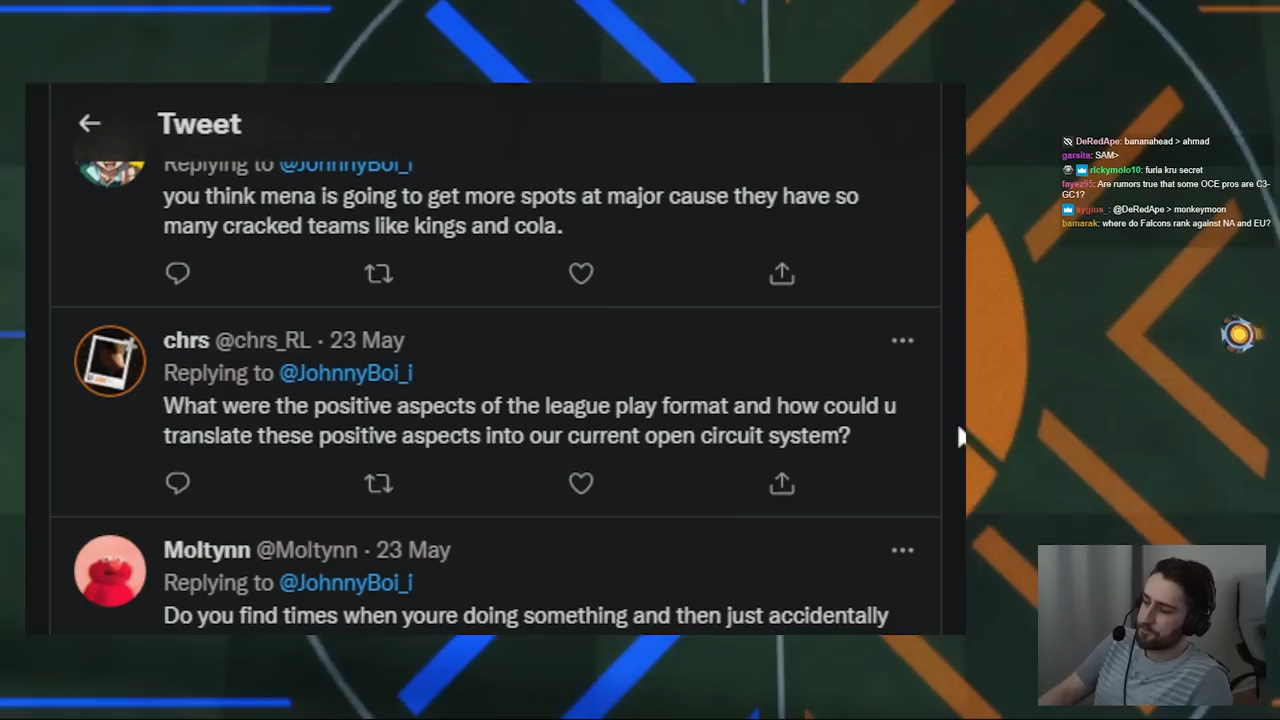 Tweet
Replying to @JohnnyBoi_i
you think mena is going to get more spots at major cause they have so
many cracked teams like kings and cola.
chrs @chrs_RL · 23 May
Replying to @JohnnyBoi_i
What were the positive aspects of the league play format and how could u
translate these positive aspects into our current open circuit system?
Moltynn @Moltynn · 23 May
Replying to @JohnnyBoi_i
Do you find times when youre doing something and then just accidentally
DeRedApe: bananahead > ahmad
garsita: SAM>
rickymolo10: furia kru secret
fayez95: Are rumors true that some OCE pros are C3-
GC1?
sygius_: @DeRedApe > monkeymoon
bamarak: where do Falcons rank against NA and EU?